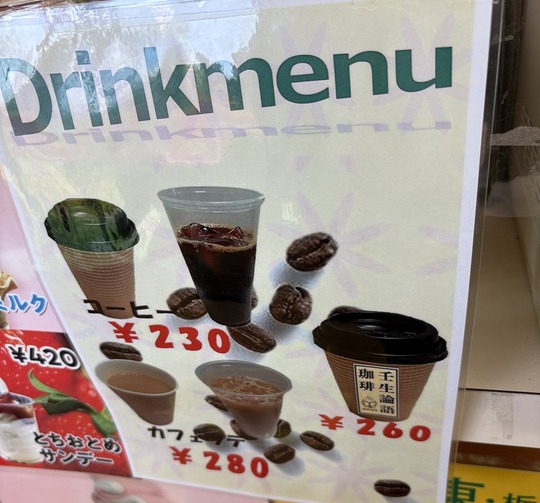 Drinkmenu
コーヒー
¥230
珈琲
壬生論語
¥260
カフェラテ
¥280
ミルク
¥420
とちおとめ
サンデー